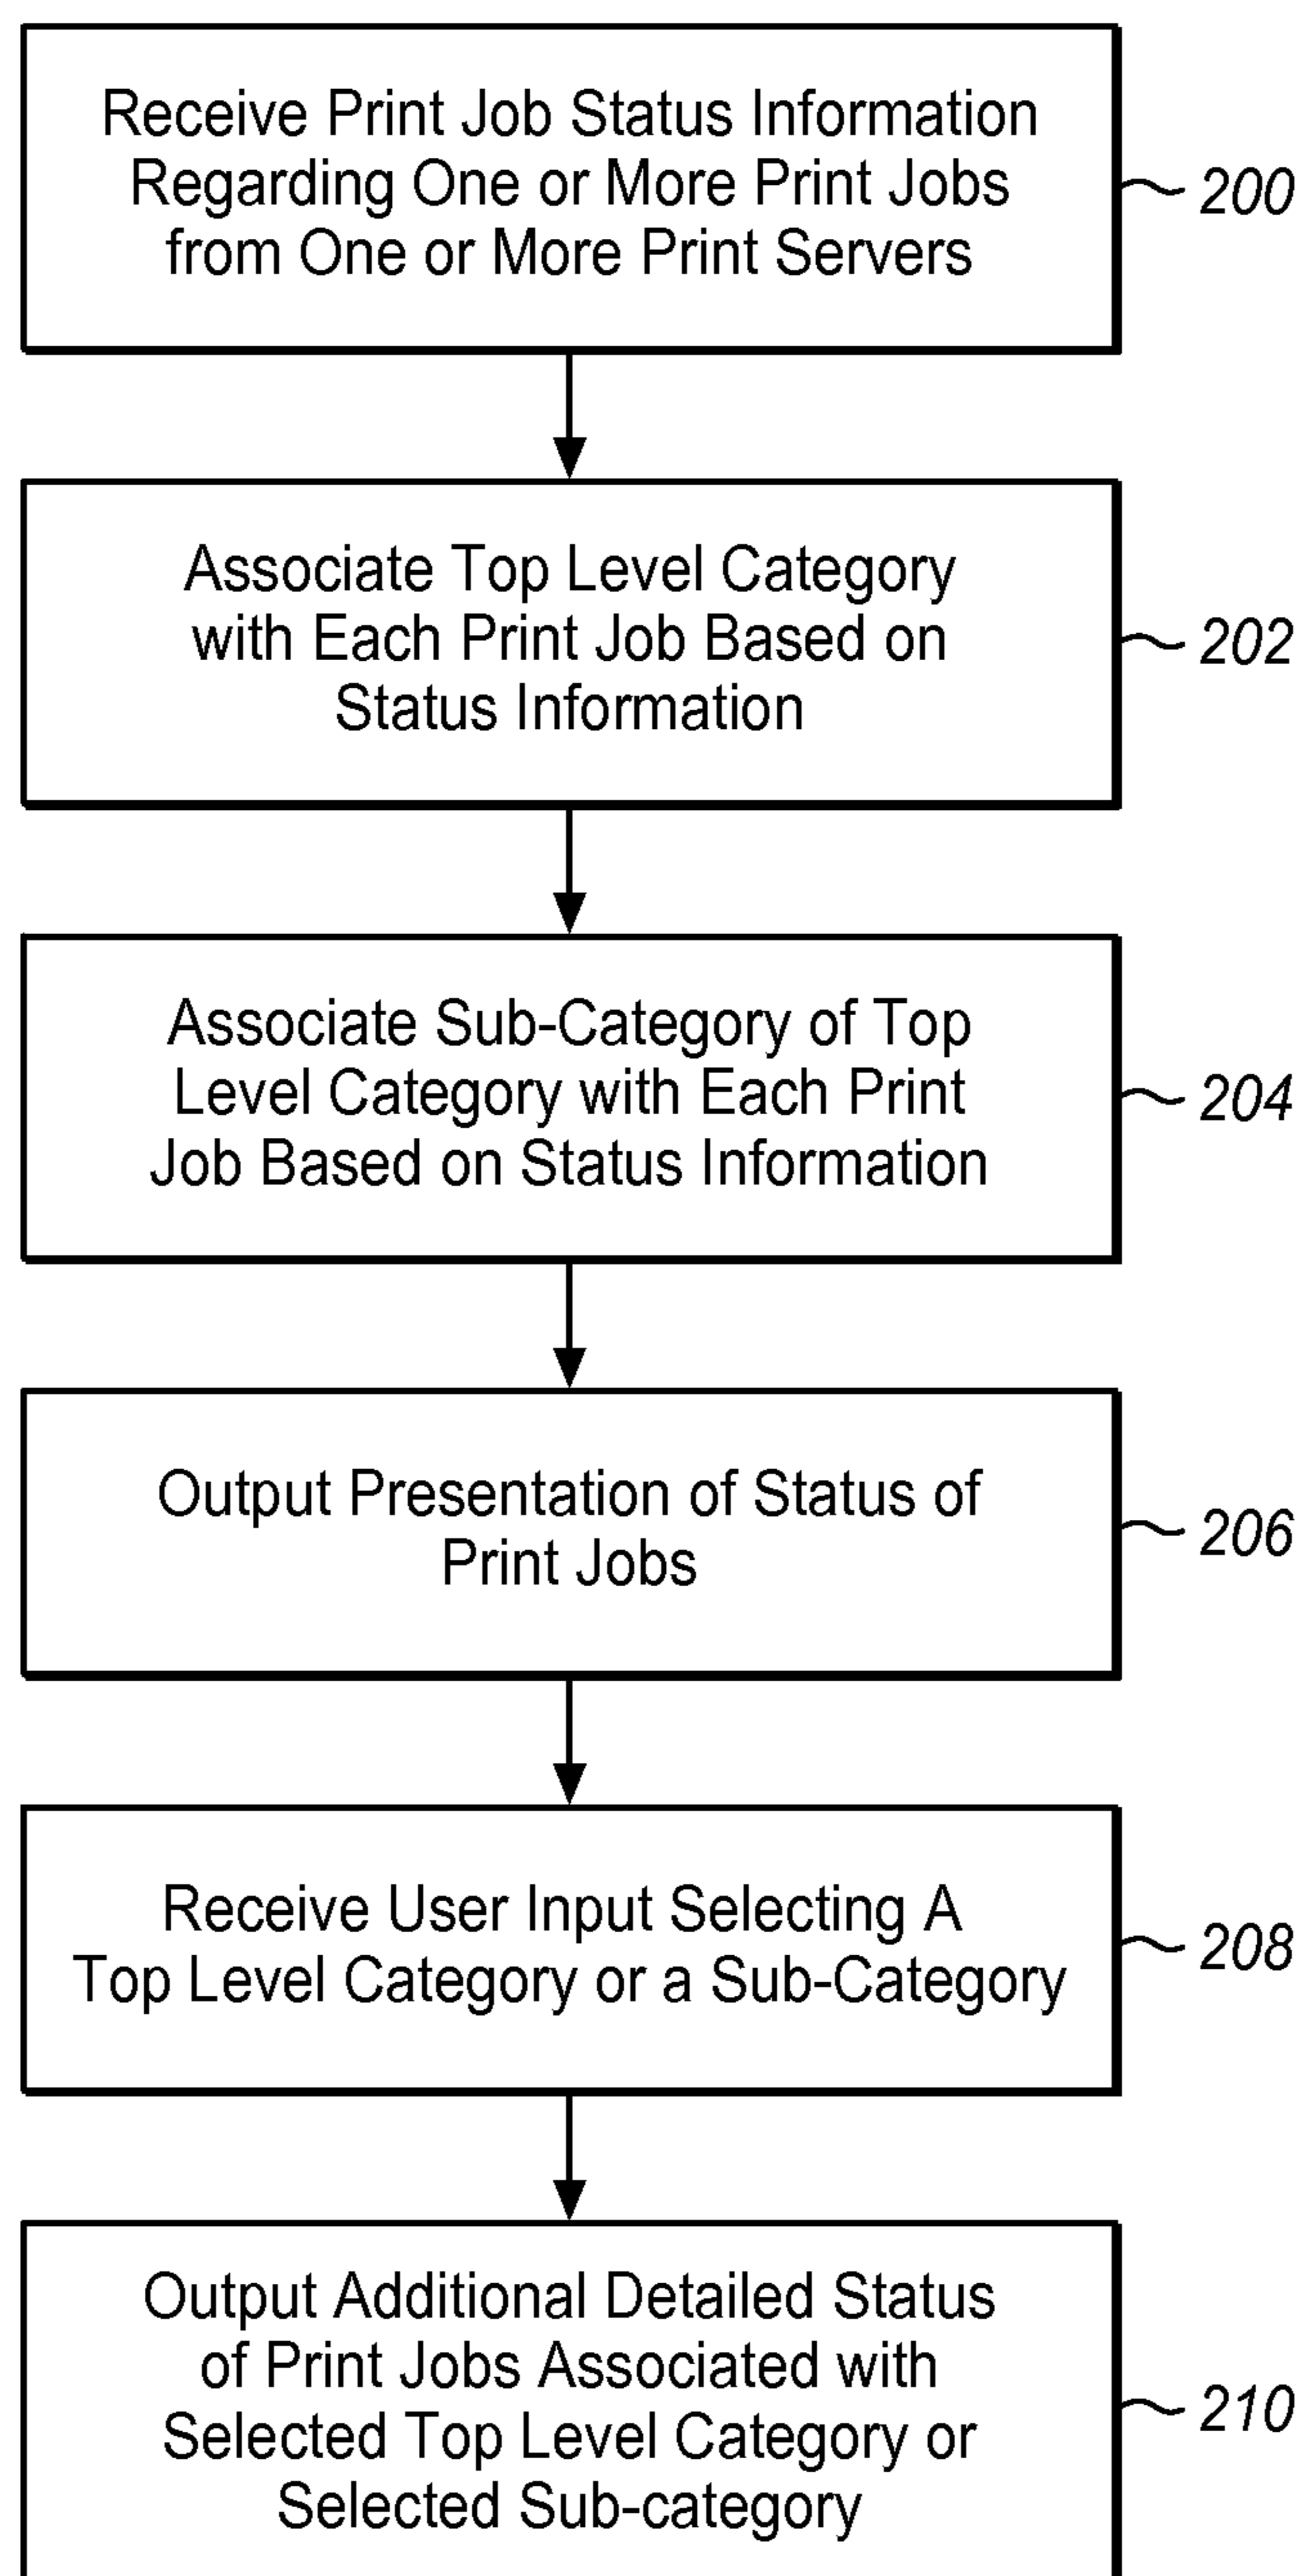 Receive Print Job Status Information
Regarding One or More Print Jobs
from One or More Print Servers
200
Associate Top Level Category
with Each Print Job Based on
Status Information
202
Associate Sub-Category of Top
Level Category with Each Print
Job Based on Status Information
204
Output Presentation of Status of
Print Jobs
206
Receive User Input Selecting A
Top Level Category or a Sub-Category
208
Output Additional Detailed Status
of Print Jobs Associated with
Selected Top Level Category or
Selected Sub-category
210